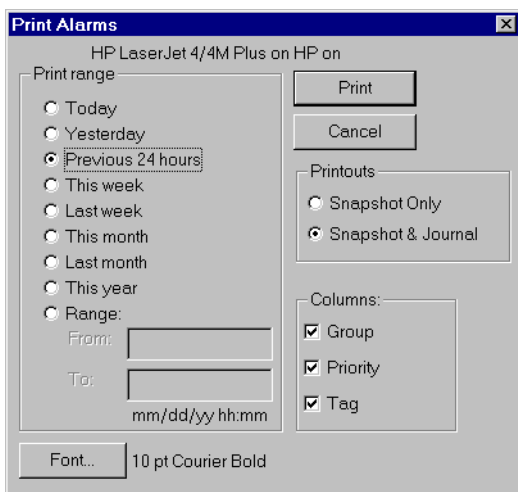 Print Alarms
HP LaserJet 4/4M Plus on HP on
Print range
Today
Yesterday
Previous 24 hours
This week
Last week
This month
Last month
This year
Range:
From:
To:
mm/dd/yy hh:mm
Print
Cancel
Printouts
Snapshot Only
Snapshot & Journal
Columns:
Group
Priority
Tag
Font...
10 pt Courier Bold